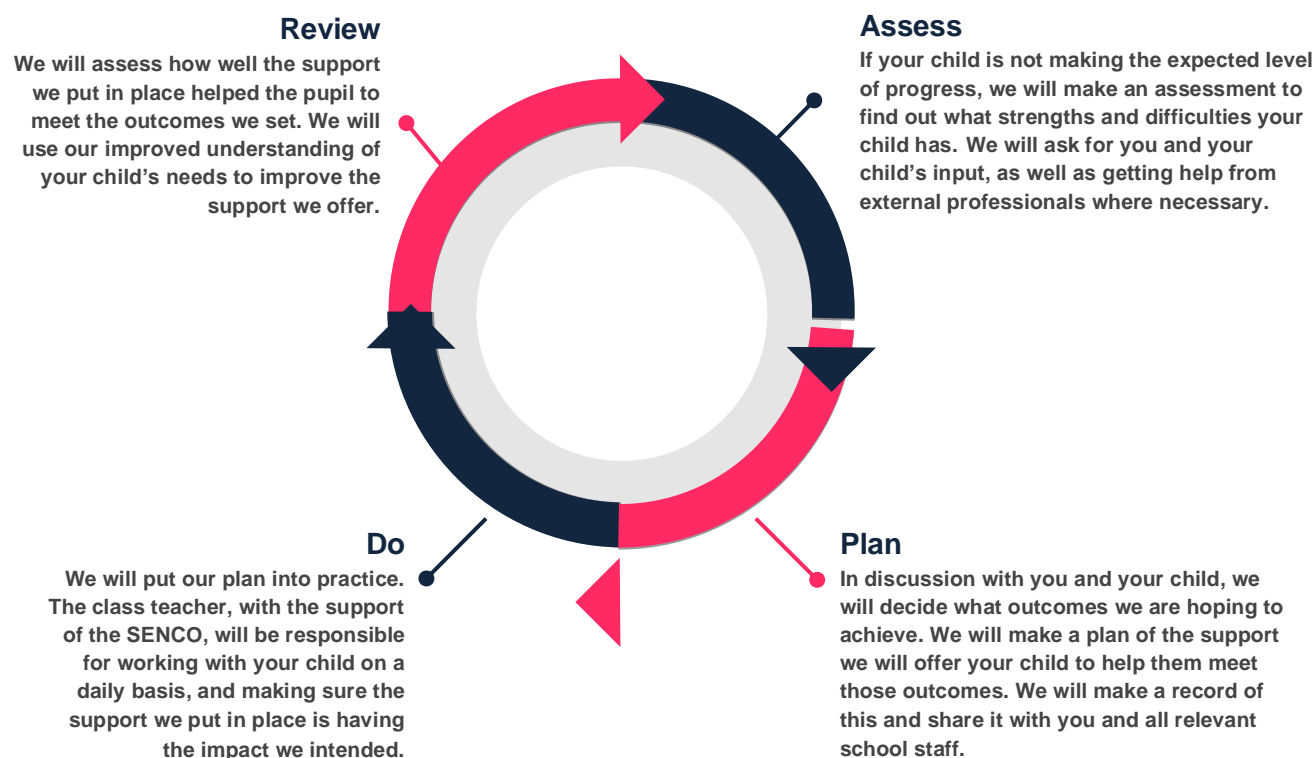 Review
We will assess how well the support
we put in place helped the pupil to
meet the outcomes we set. We will
use our improved understanding of
your child’s needs to improve the
support we offer.
Assess
If your child is not making the expected level
of progress, we will make an assessment to
find out what strengths and difficulties your
child has. We will ask for you and your
child’s input, as well as getting help from
external professionals where necessary.
Do
We will put our plan into practice.
The class teacher, with the support
of the SENCO, will be responsible
for working with your child on a
daily basis, and making sure the
support we put in place is having
the impact we intended.
Plan
In discussion with you and your child, we
will decide what outcomes we are hoping to
achieve. We will make a plan of the support
we will offer your child to help them meet
those outcomes. We will make a record of
this and share it with you and all relevant
school staff.